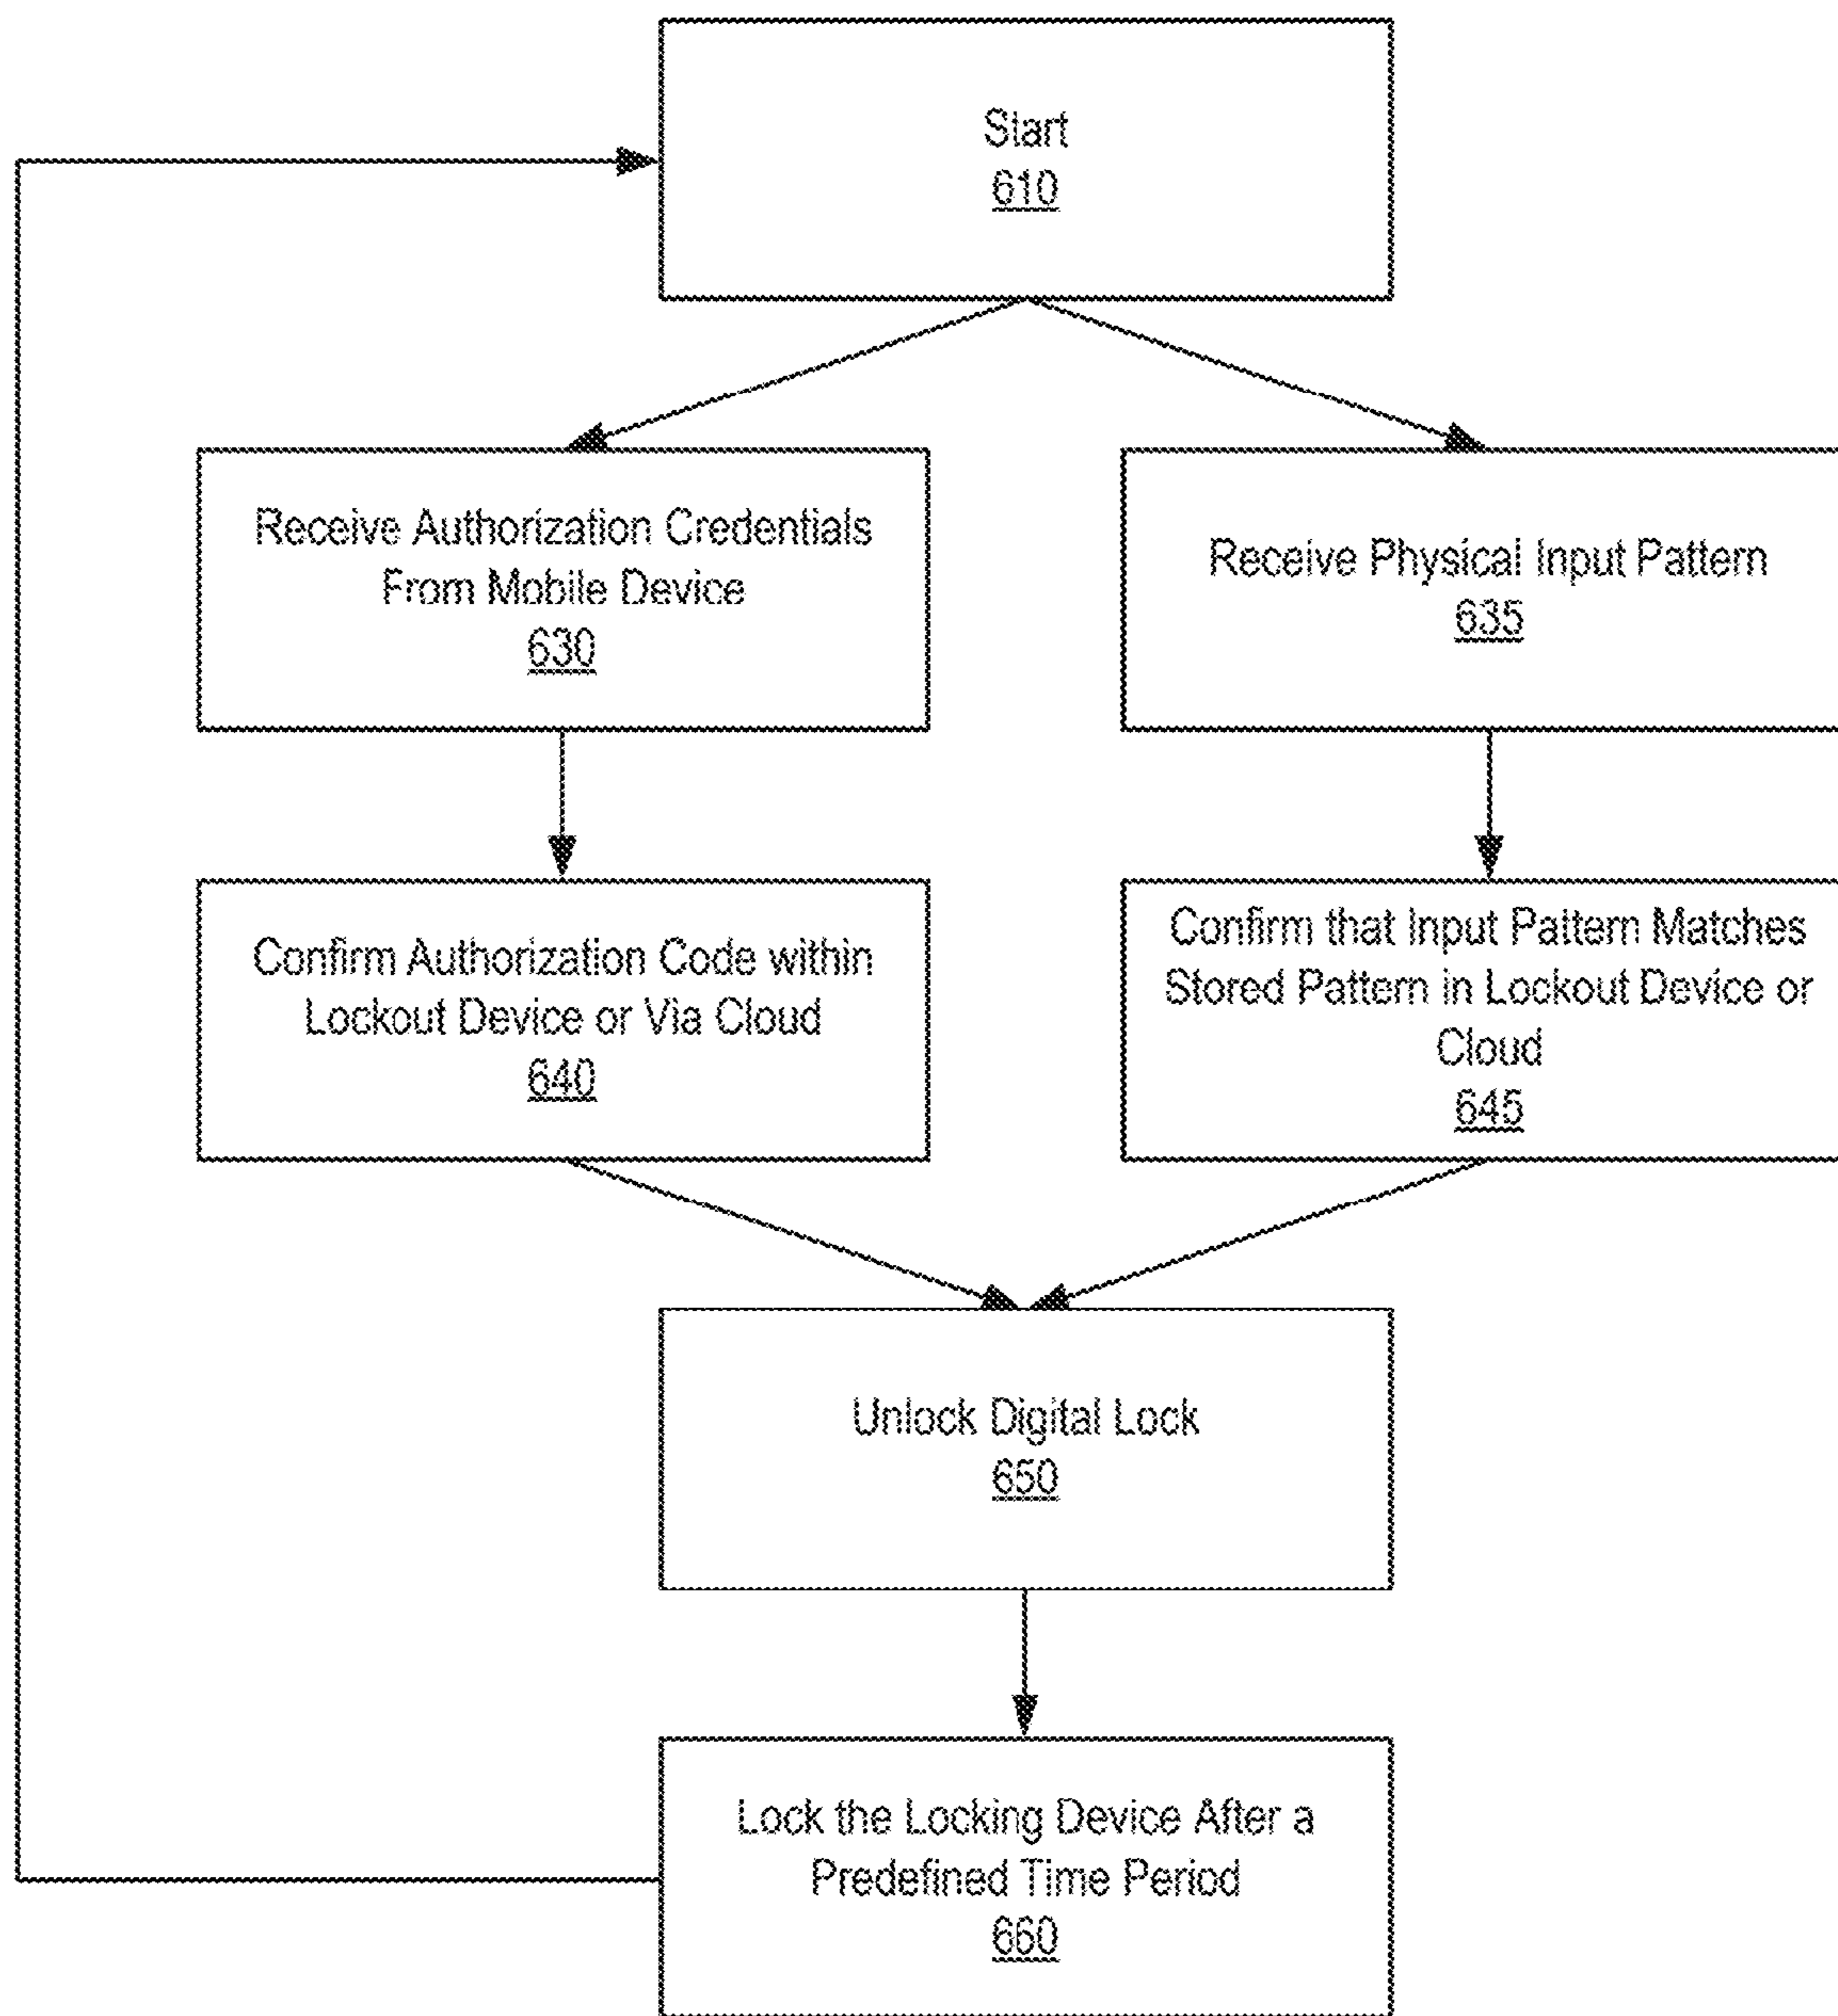 Start
610
Receive Authorization Credentials
From Mobile Device
630
Receive Physical Input Pattern
635
Confirm Authorization Code within
Lockout Device or Via Cloud
640
Confirm that Input Pattern Matches
Stored Pattern in Lockout Device or
Cloud
645
Unlock Digital Lock
650
Lock the Locking Device After a
Predefined Time Period
660